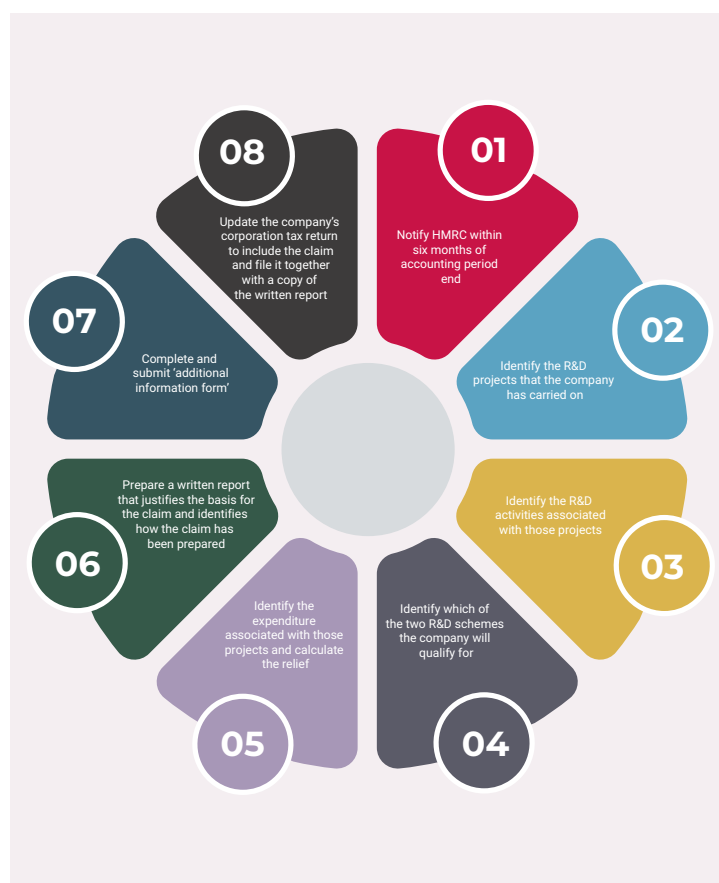 01
Notify HMRC within
six months of
accounting period
end
02
Identify the R&D
projects that the company
has carried on
03
Identify the R&D
activities associated
with those projects
04
Identify which of
the two R&D schemes
the company will
qualify for
05
Identify the
expenditure
associated with those
projects and calculate
the relief
06
Prepare a written report
that justifies the basis for
the claim and identifies
how the claim has
been prepared
07
Complete and
submit ‘additional
information form’
08
Update the company’s
corporation tax return
to include the claim
and file it together
with a copy of
the written report